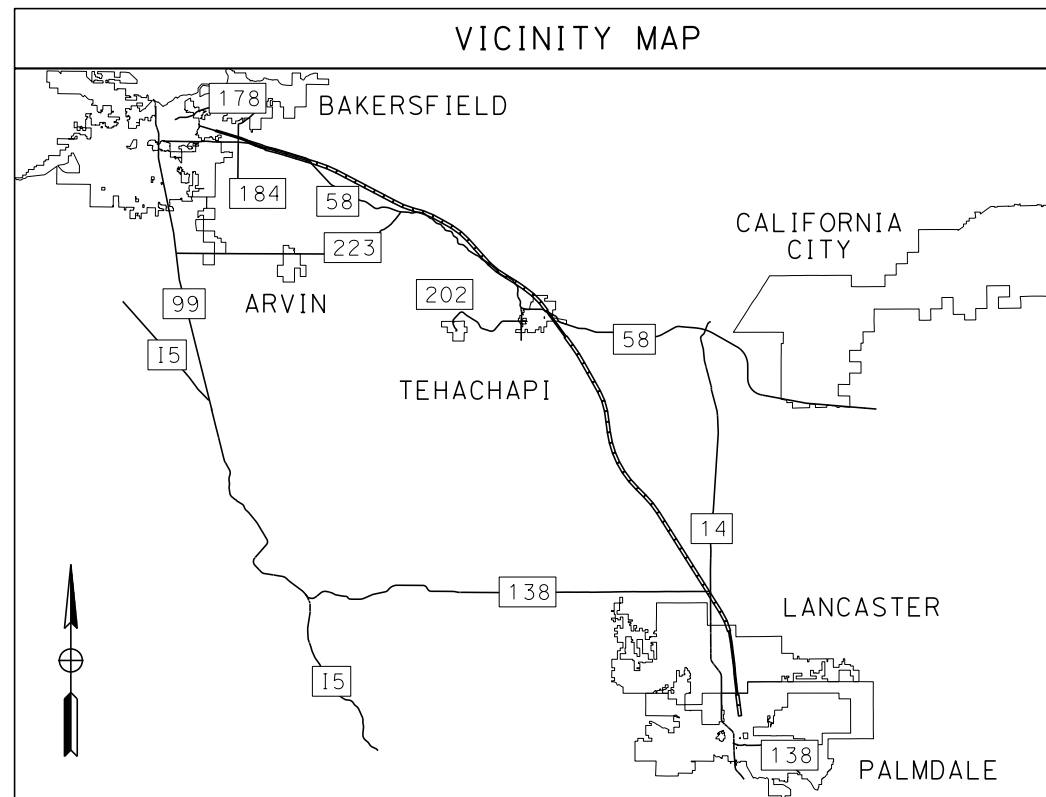 VICINITY MAP
178
BAKERSFIELD
184
58
223
CALIFORNIA
CITY
99
ARVIN
202
I5
58
TEHACHAPI
14
138
LANCASTER
I5
138
PALMDALE